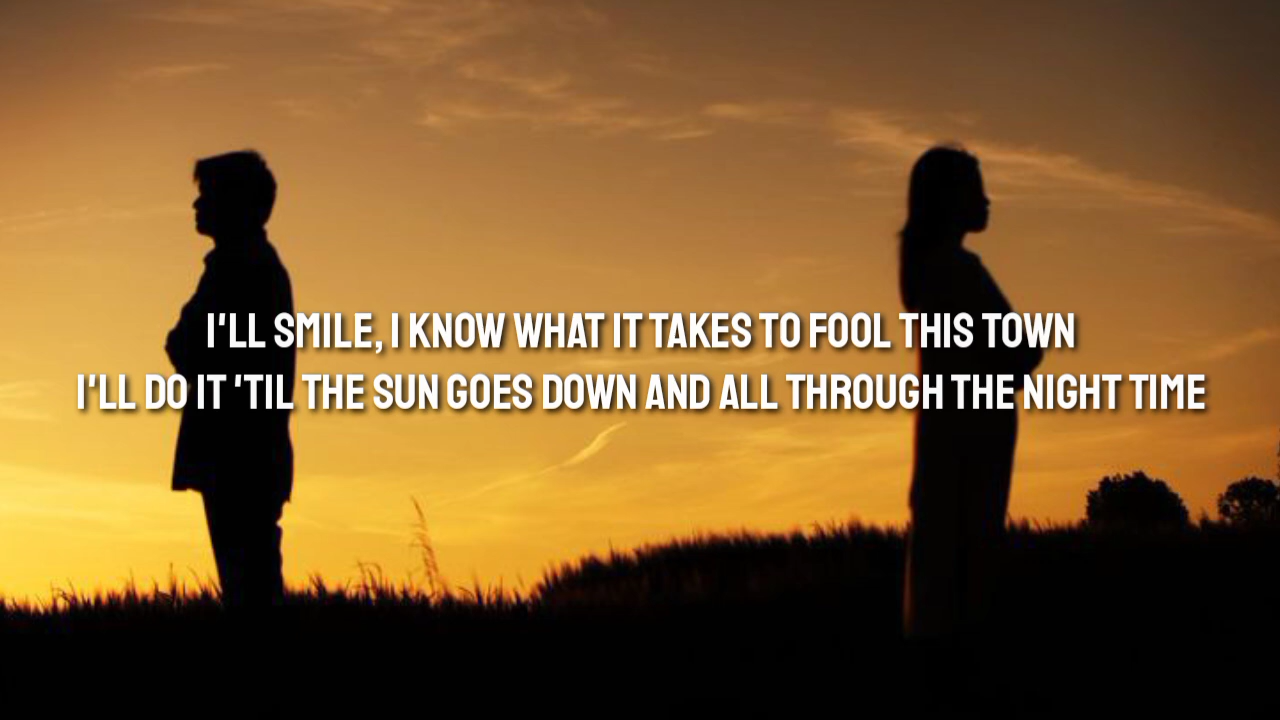 I'LL SMILE, I KNOW WHAT IT TAKES TO FOOL THIS TOWN
I'LL DO IT 'TIL THE SUN GOES DOWN AND ALL THROUGH THE NIGHT TIME